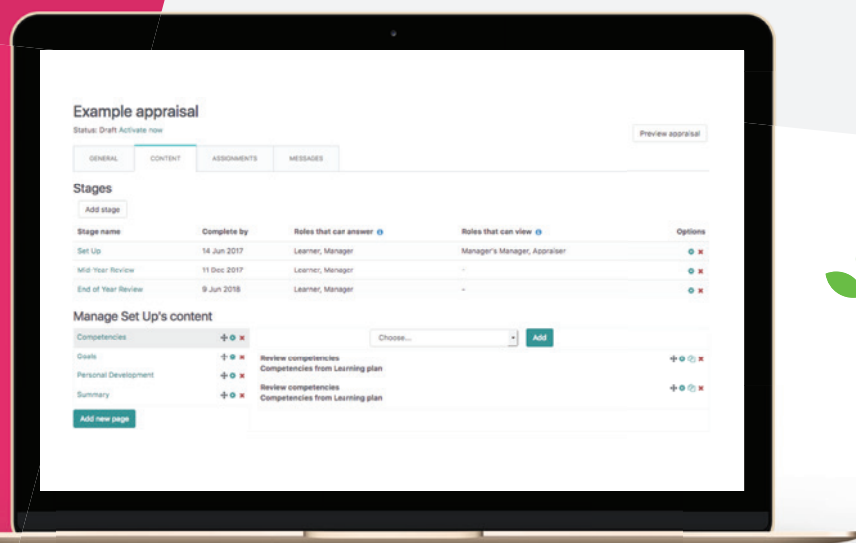 Example appraisal
Status: Draft Activate now
Preview appraisal
GENERAL CONTENT ASSIGNMENTS MESSAGES
Stages
Add stage
Stage name Complete by Roles that can answer Roles that can view Options
Set Up 14 Jun 2017 Learner, Manager Manager's Manager, Appraiser
Mid Year Review 11 Dec 2017 Learner, Manager -
End of Year Review 9 Jun 2018 Learner, Manager -
Manage Set Up's content
Competencies Choose... Add
Goals
Personal Development
Summary
Add new page
Review competencies
Competencies from Learning plan
Review competencies
Competencies from Learning plan